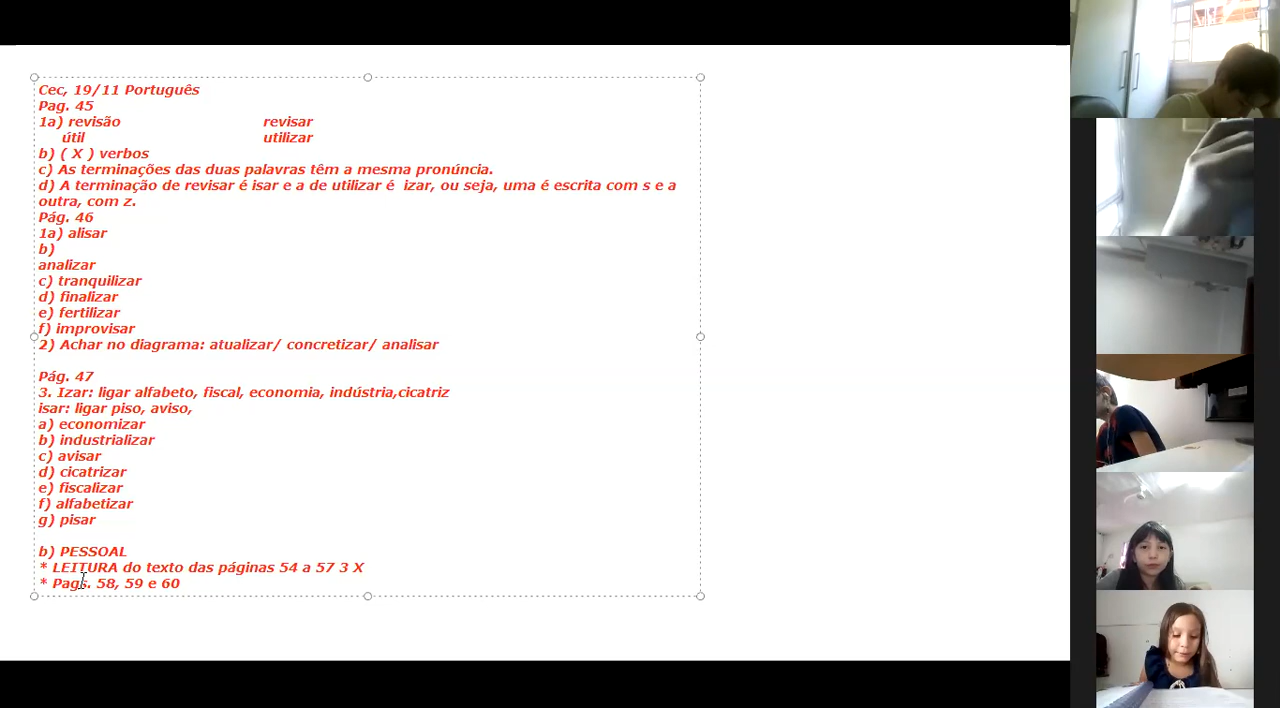 Cec, 19/11 Português
Pag. 45
1a) revisão revisar
útil utilizar
b) ( X ) verbos
c) As terminações das duas palavras têm a mesma pronúncia.
d) A terminação de revisar é isar e a de utilizar é izar, ou seja, uma é escrita com s e a
outra, com z.
Pág. 46
1a) alisar
b)
analizar
c) tranquilizar
d) finalizar
e) fertilizar
f) improvisar
2) Achar no diagrama: atualizar/ concretizar/ analisar
Pág. 47
3. Izar: ligar alfabeto, fiscal, economia, indústria,cicatriz
isar: ligar piso, aviso,
a) economizar
b) industrializar
c) avisar
d) cicatrizar
e) fiscalizar
f) alfabetizar
g) pisar
b) PESSOAL
* LEITURA do texto das páginas 54 a 57 3 X
* Pags. 58, 59 e 60